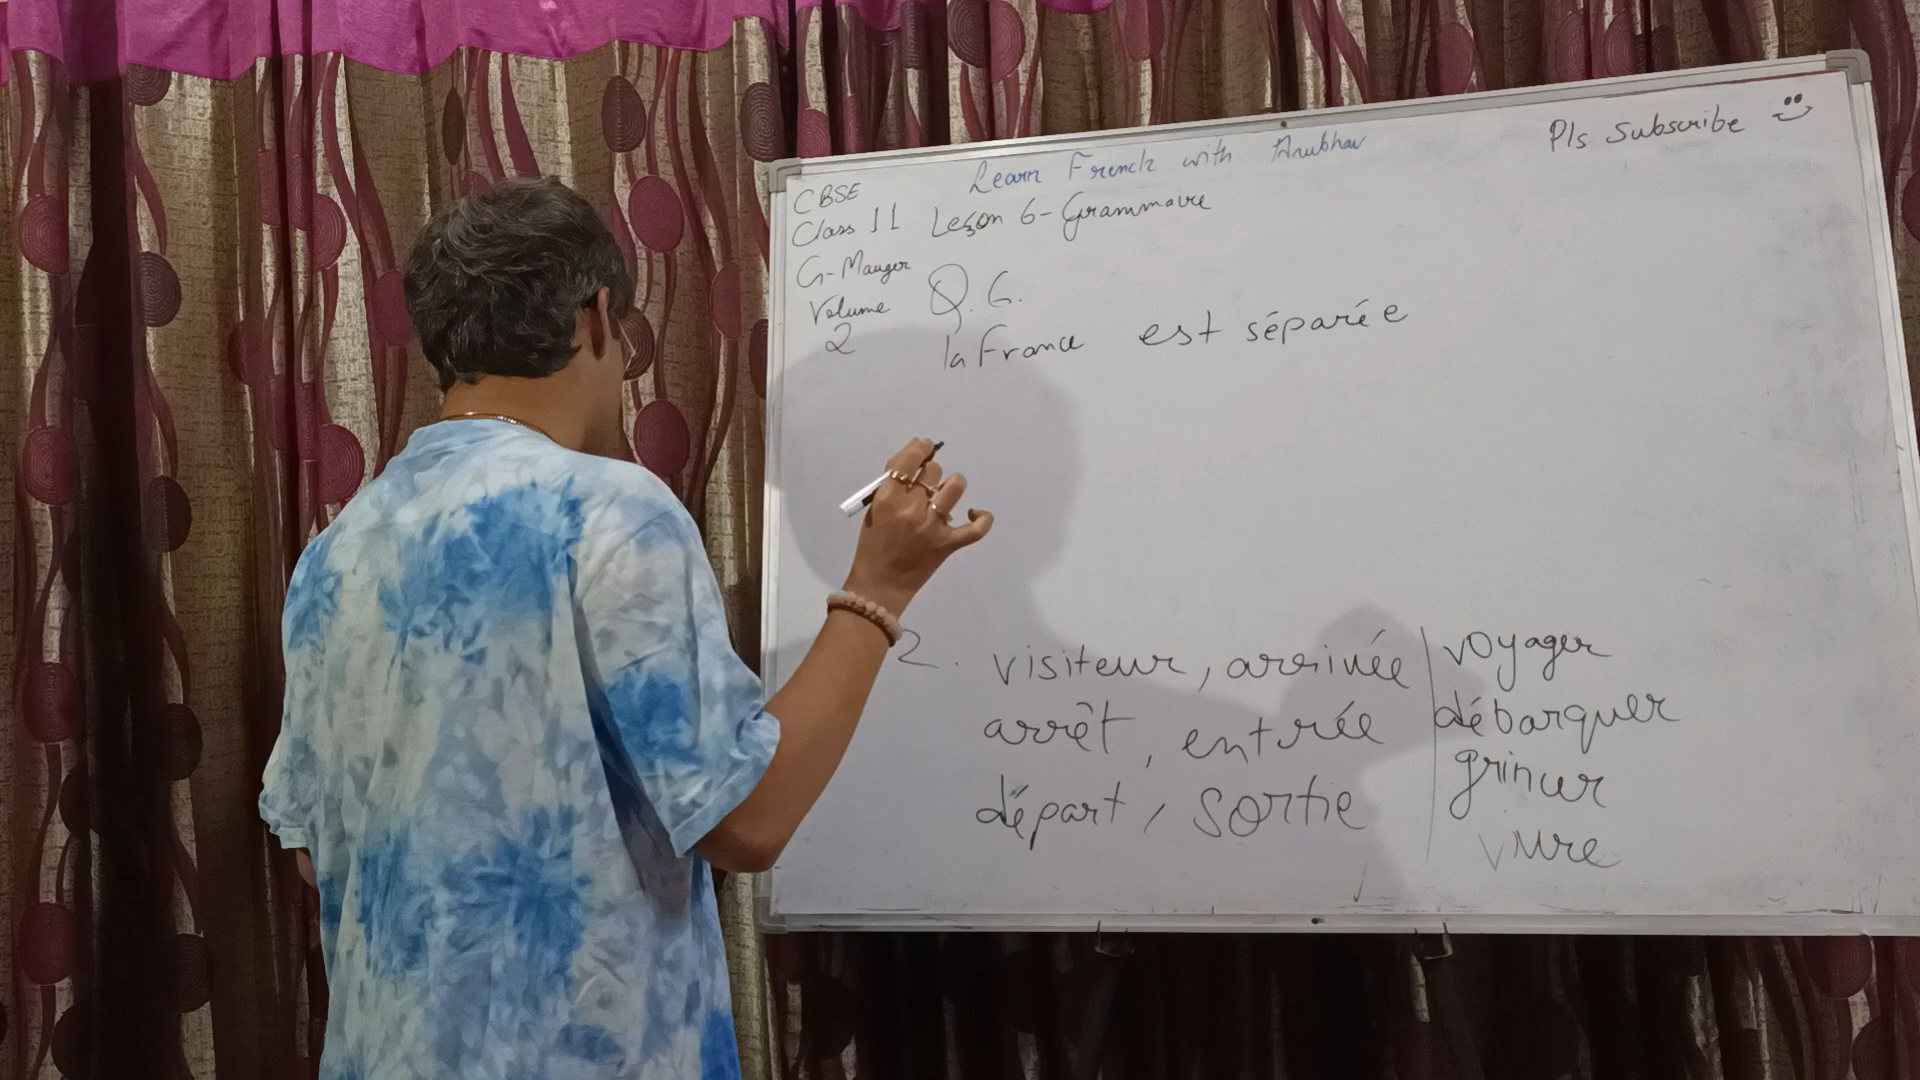 Learn French with Anubhav
Pls Subscribe
CBSE
Class 11
G-Mauger
Volume
2
Leçon 6- Grammaire
Q. 6.
la France est séparée
2. visiteur, arrivée
arrêt, entrée
départ, sortie
voyager
débarquer
grincer
vivre